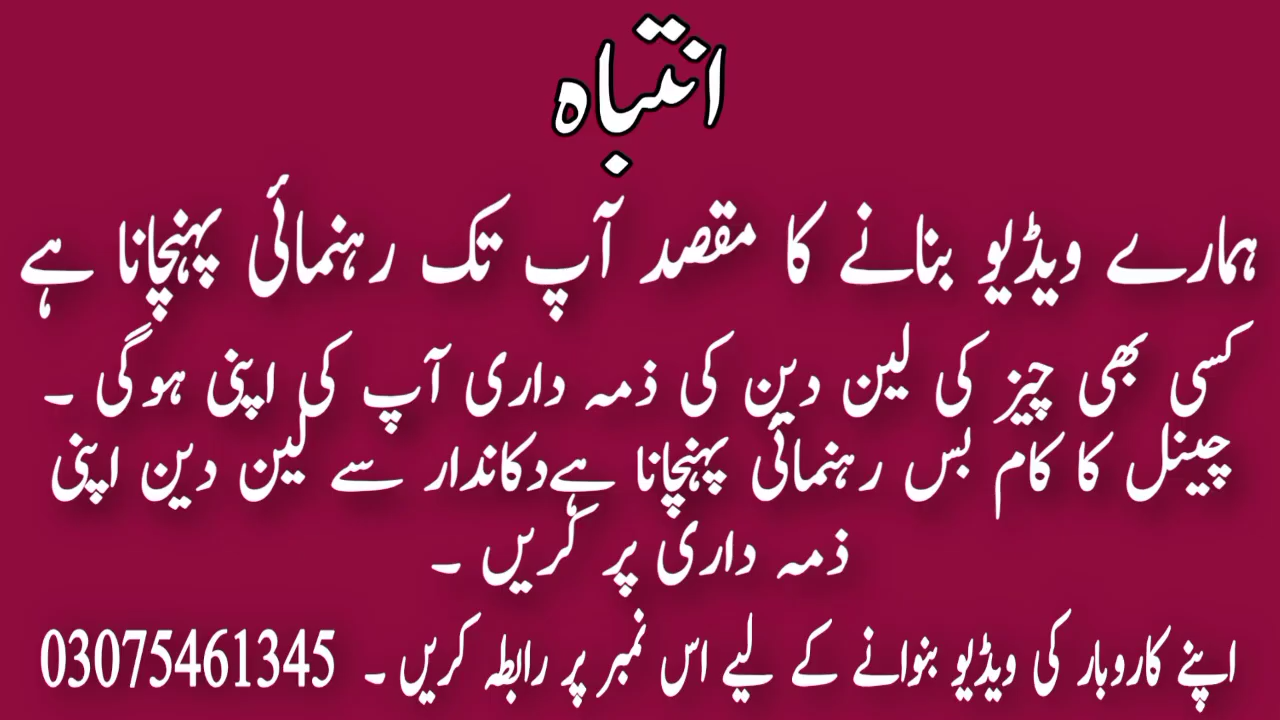 انتباہ
ہمارے ویڈیو بنانے کا مقصد آپ تک رہنمائی پہنچانا ہے
کسی بھی چیز کی لین دین کی ذمہ داری آپ کی اپنی ہوگی ۔
چینل کا کام بس رہنمائی پہنچانا ہے دکاندار سے لین دین اپنی
ذمہ داری پر کریں ۔
اپنے کاروبار کی ویڈیو بنوانے کے لیے اس نمبر پر رابطہ کریں ۔ 03075461345